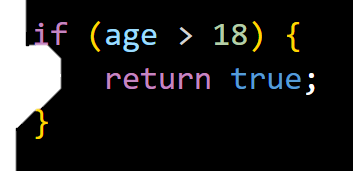 if (age > 18) {
    return true;
}